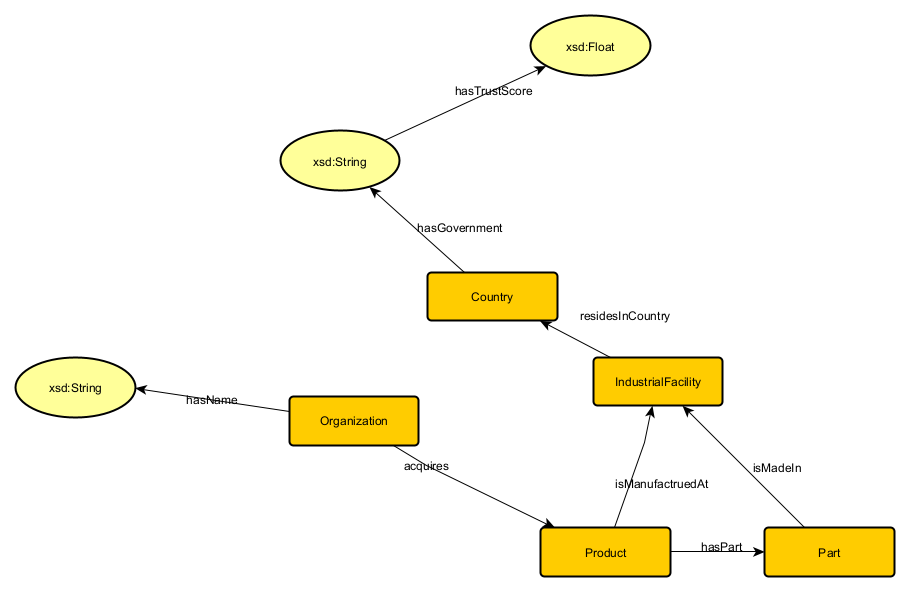 xsd:Float
hasTrustScore
xsd:String
hasGovernment
Country
residesInCountry
IndustrialFacility
xsd:String
hasName
Organization
acquires
isMadeIn
isManufactruedAt
Product
hasPart
Part